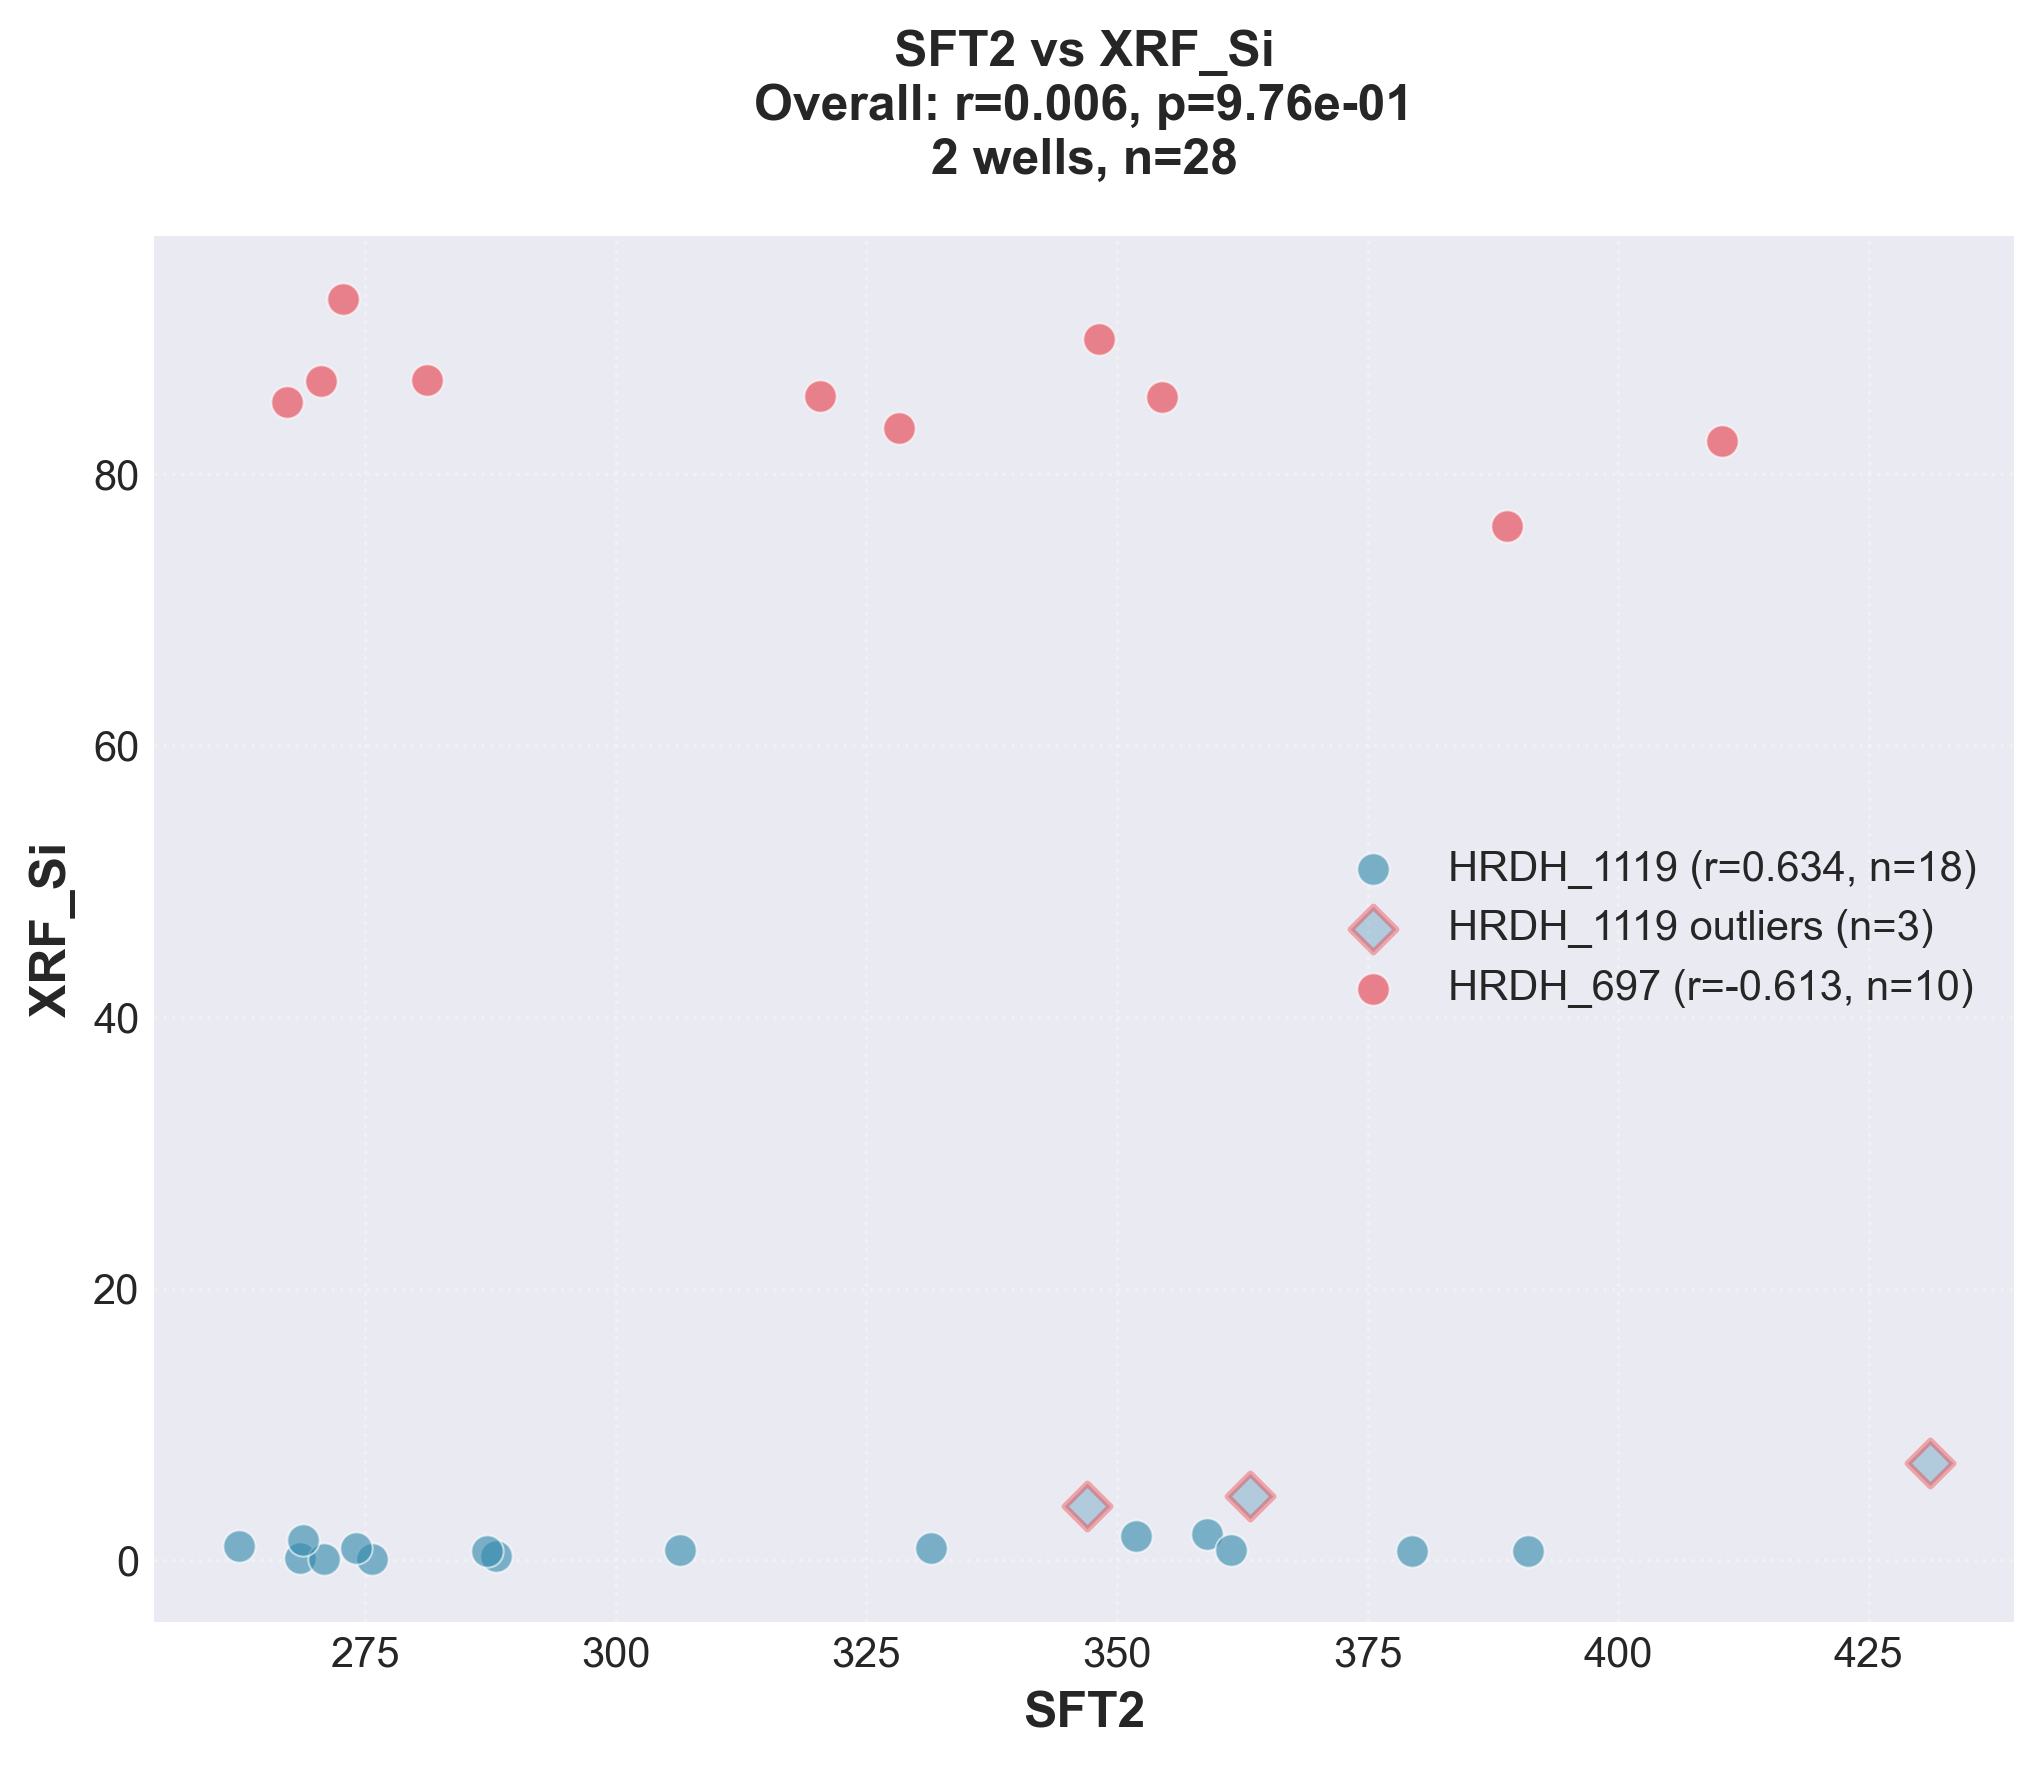 SFT2 vs XRF_Si
Overall: r=0.006, p=9.76e-01
2 wells, n=28
XRF_Si
80
60
40
20
0
HRDH_1119 (r=0.634, n=18)
HRDH_1119 outliers (n=3)
HRDH_697 (r=-0.613, n=10)
275 300 325 350 375 400 425
SFT2